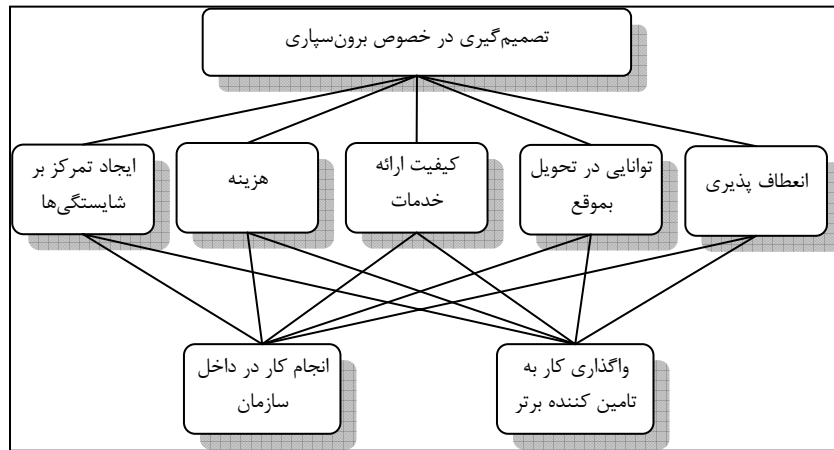 تصمیم‌گیری در خصوص برون‌سپاری
انعطاف پذیری
توانایی در تحویل
بموقع
کیفیت ارائه
خدمات
هزینه
ایجاد تمرکز بر
شایستگی‌ها
واگذاری کار به
تامین کننده برتر
انجام کار در داخل
سازمان